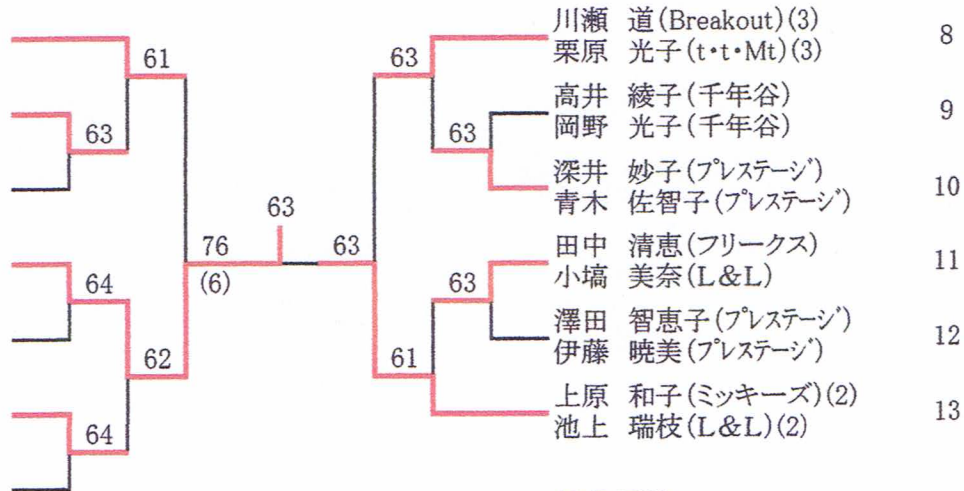 川瀬 道(Breakout)(3)
栗原 光子(t・t・Mt)(3)
8
高井 綾子(千年谷)
岡野 光子(千年谷)
9
深井 妙子(プレステージ)
青木 佐智子(プレステージ)
10
田中 清恵(フリークス)
小塙 美奈(L&L)
11
澤田 智恵子(プレステージ)
伊藤 暁美(プレステージ)
12
上原 和子(ミッキーズ)(2)
池上 瑞枝(L&L)(2)
13
61
63
63
63
63
76
(6)
63
64
63
62
61
64